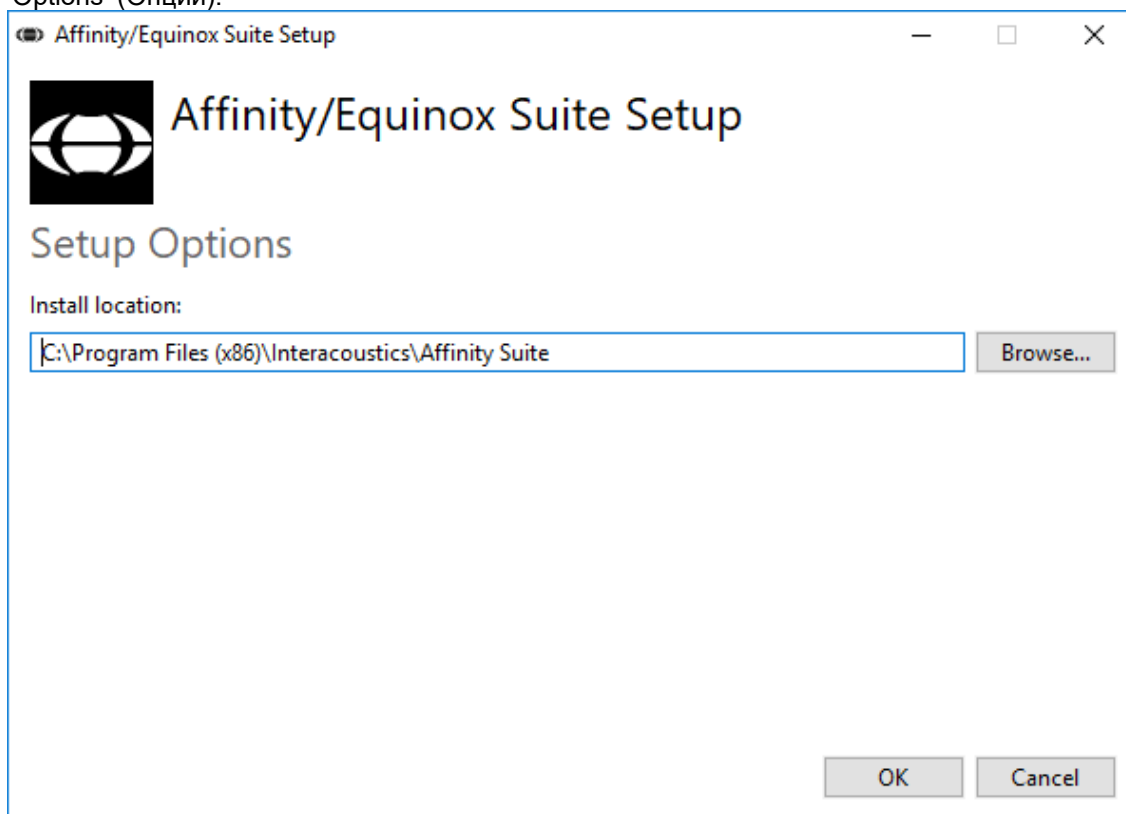 Options" (Опции).
Affinity/Equinox Suite Setup
Affinity/Equinox Suite Setup
Setup Options
Install location:
C:\Program Files (x86)\Interacoustics\Affinity Suite
Browse...
OK
Cancel